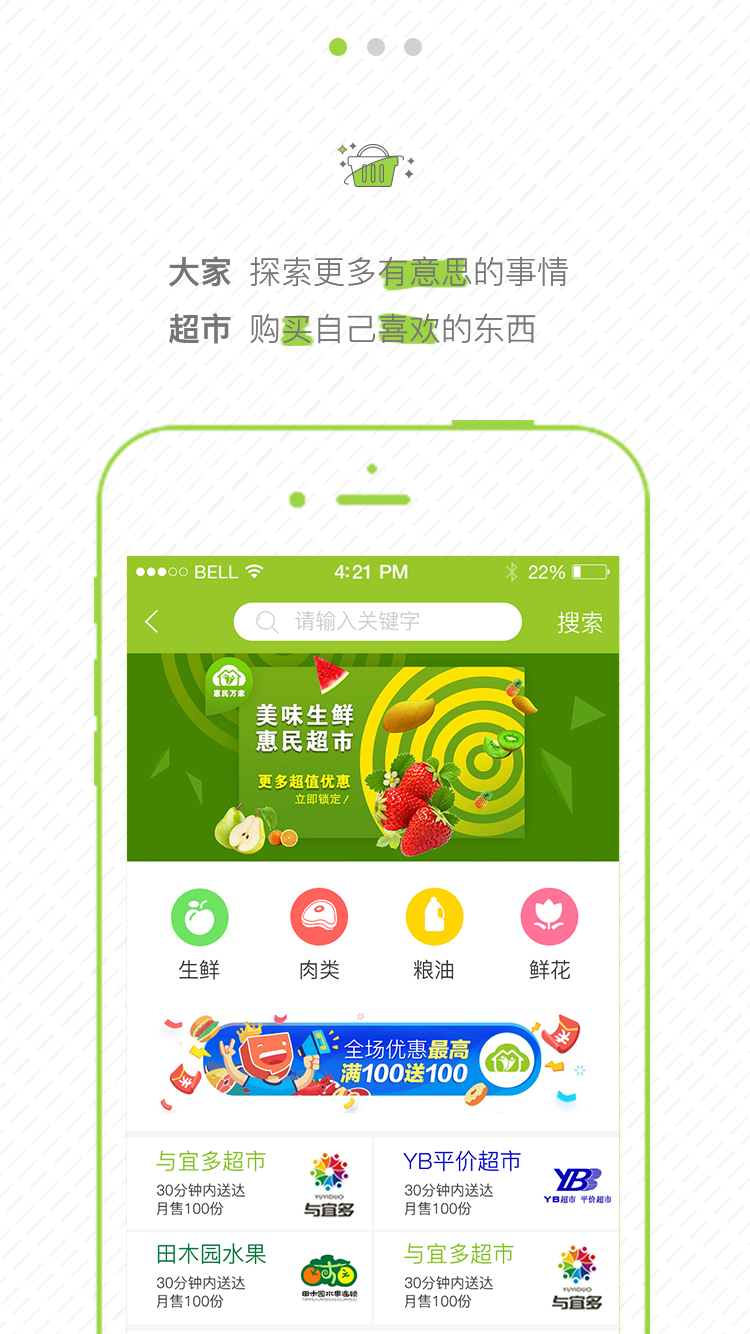 大家 探索更多有意思的事情
超市 购买自己喜欢的东西
BELL 4:21 PM 22%
请输入关键字 搜索
惠民万家
美味生鲜
惠民超市
更多超值优惠
立即锁定！
生鲜 肉类 粮油 鲜花
全场优惠最高
满100送100
与宜多超市
30分钟内送达
月售100份
YUYIDUO
与宜多
YB平价超市
30分钟内送达
月售100份
YB
YB超市 平价超市
田木园水果
30分钟内送达
月售100份
田木园水果连锁
与宜多超市
30分钟内送达
月售100份
YUYIDUO
与宜多